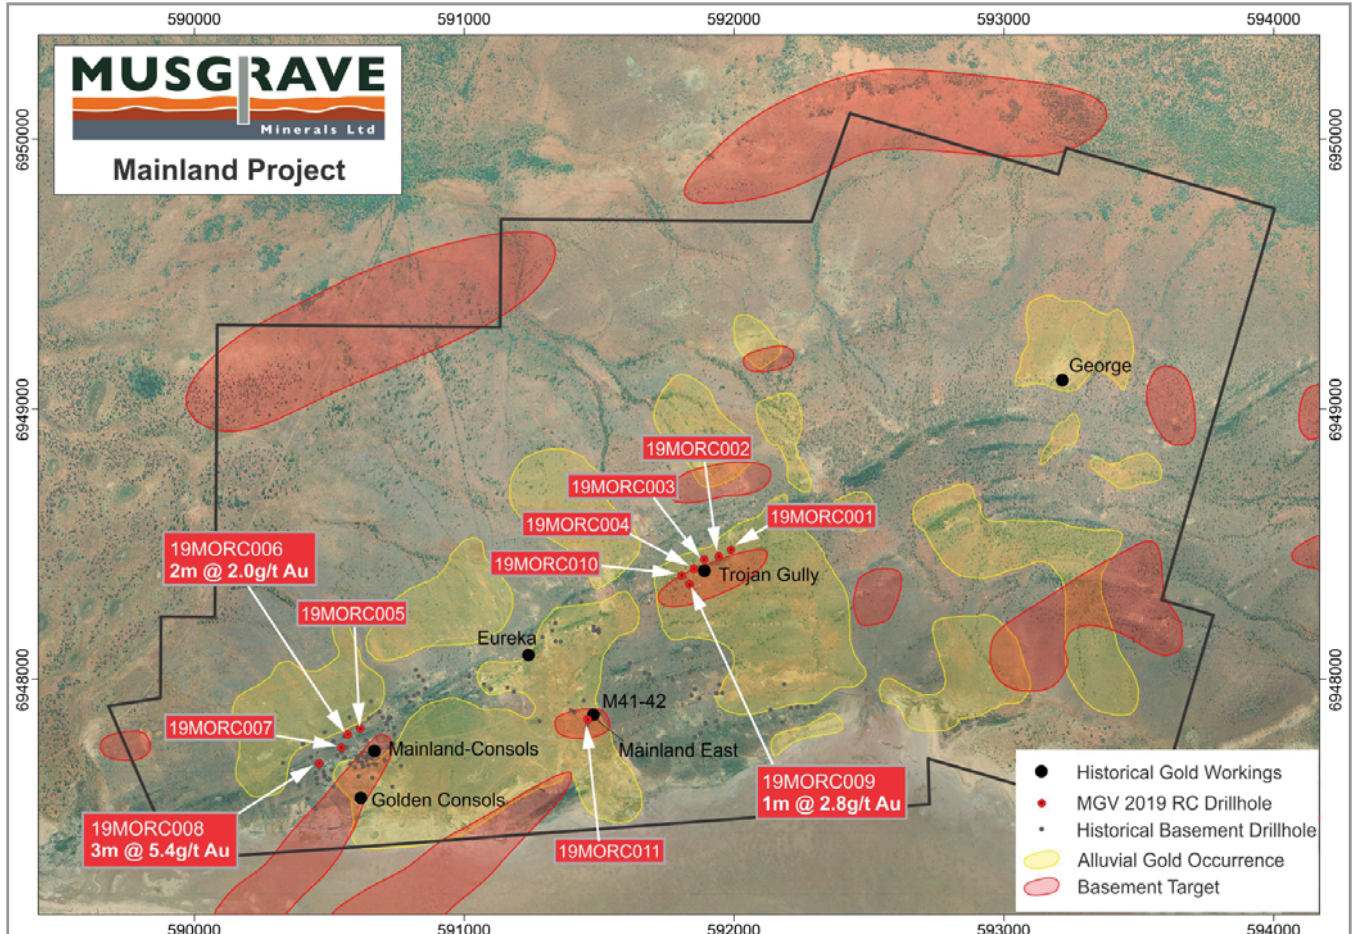 590000
591000
592000
593000
594000
MUSGRAVE
Minerals Ltd
Mainland Project
6950000
6950000
6949000
6949000
6948000
6948000
George
19MORC002
19MORC003
19MORC004
19MORC001
19MORC010
Trojan Gully
19MORC006
2m @ 2.0g/t Au
19MORC005
Eureka
M41-42
19MORC007
Mainland-Consols
Mainland East
Golden Consols
19MORC009
1m @ 2.8g/t Au
19MORC008
3m @ 5.4g/t Au
19MORC011
Historical Gold Workings
MGV 2019 RC Drillhole
Historical Basement Drillhole
Alluvial Gold Occurrence
Basement Target
590000
591000
592000
593000
594000